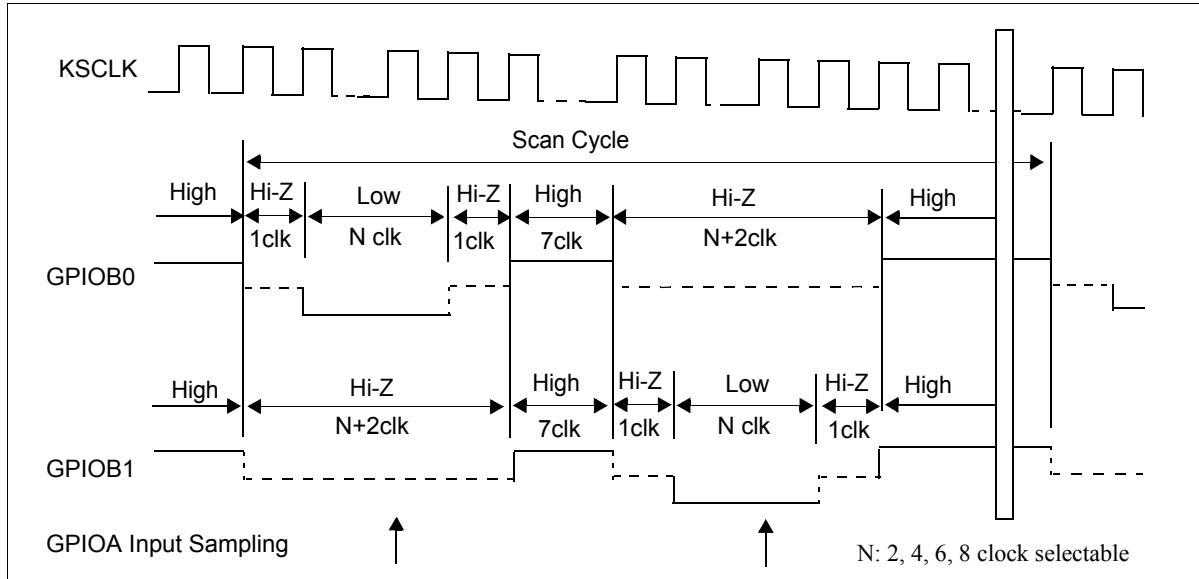 KSCLK
Scan Cycle
High Hi-Z Low Hi-Z High Hi-Z High
1clk N clk 1clk 7clk N+2clk
GPIOB0
High Hi-Z High Hi-Z Low Hi-Z High
N+2clk 7clk 1clk N clk 1clk
GPIOB1
GPIOA Input Sampling
N: 2, 4, 6, 8 clock selectable